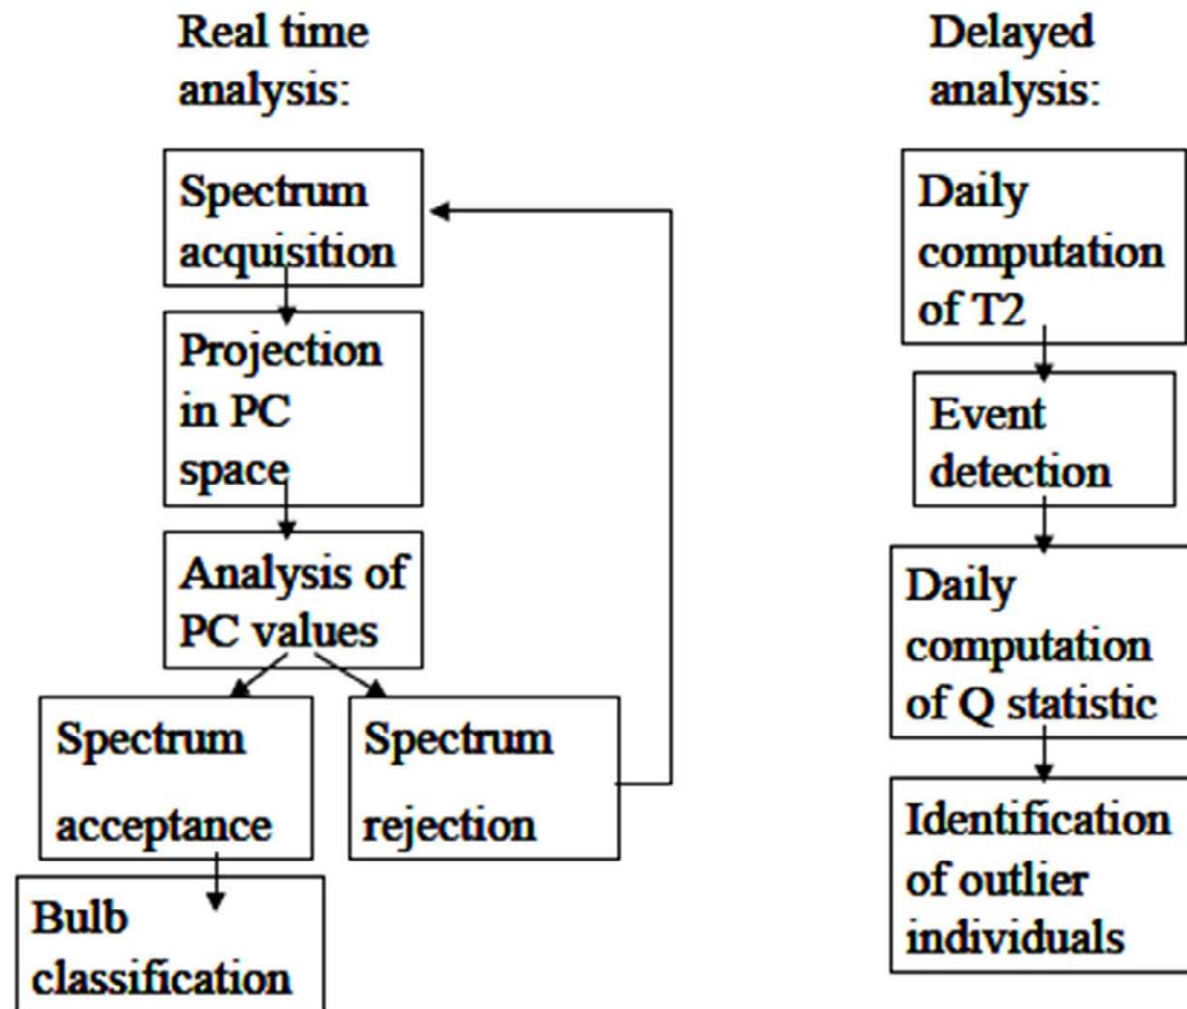 Real time
analysis:
Spectrum
acquisition
Projection
in PC
space
Analysis of
PC values
Spectrum
acceptance
Spectrum
rejection
Bulb
classification
Delayed
analysis:
Daily
computation
of T2
Event
detection
Daily
computation
of Q statistic
Identification
of outlier
individuals